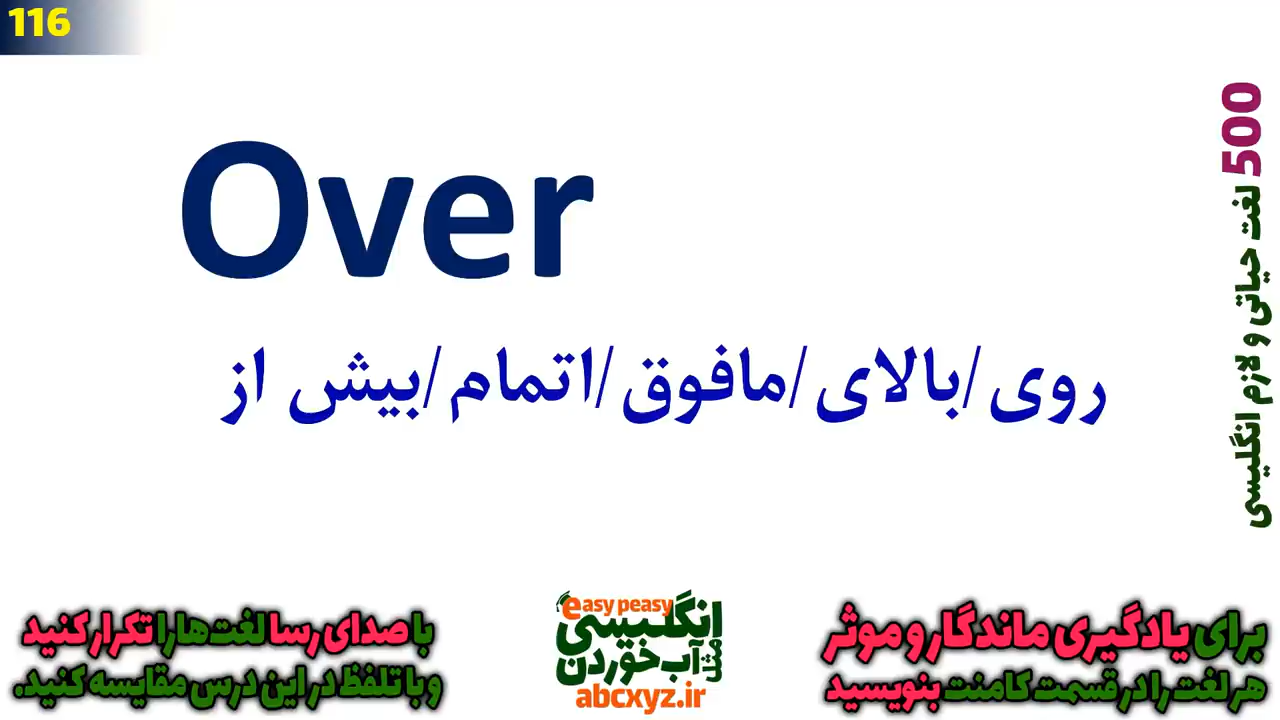 116
Over
روی/بالای/مافوق/اتمام/بیش از
500 لغت حیاتی و لازم انگلیسی
با صدای رسا لغت‌ها را تکرار کنید
و با تلفظ در این درس مقایسه کنید.
easy peasy
انگلیسی
مثل آب خوردن
abcxyz.ir
برای یادگیری ماندگار و موثر
هر لغت را در قسمت کامنت بنویسید